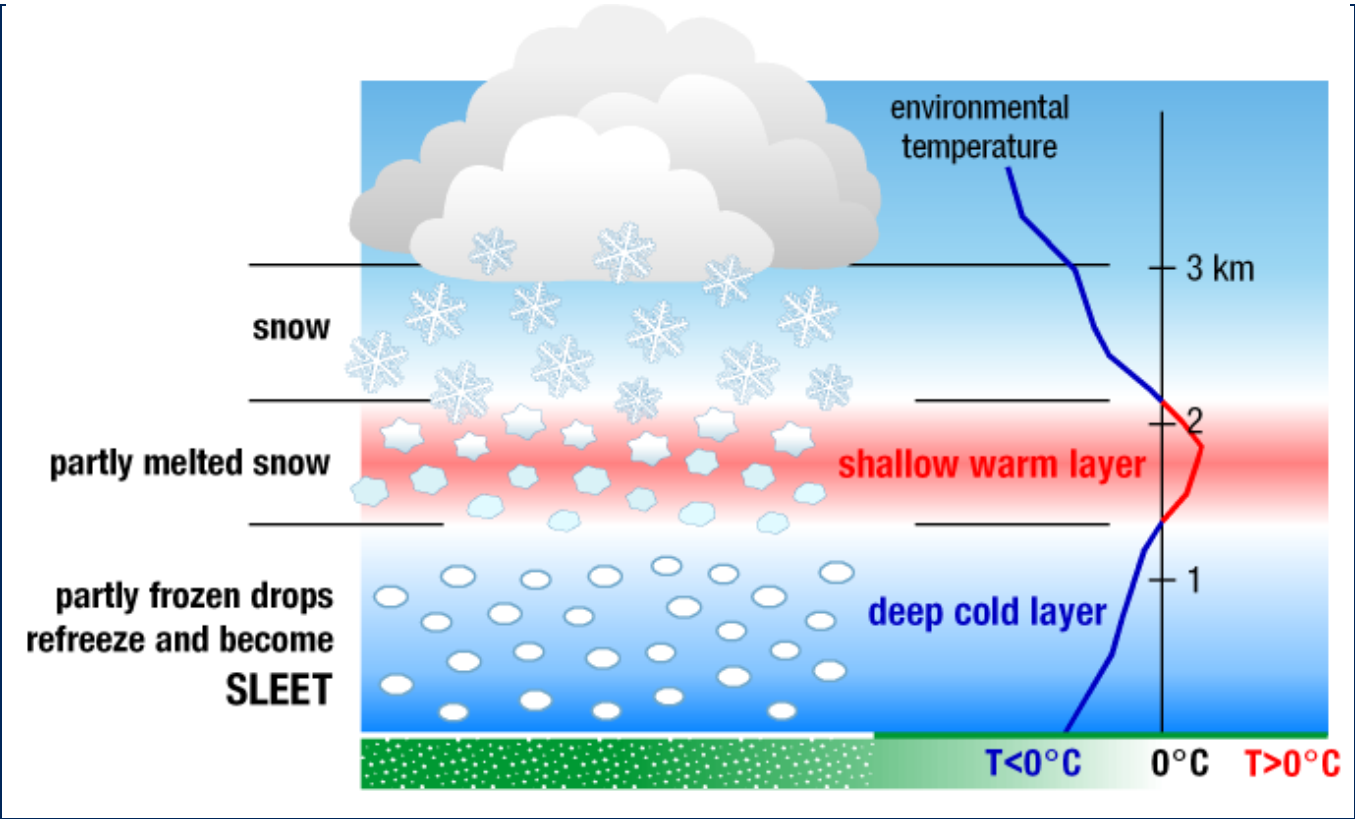 environmental
temperature
3 km
snow
2
partly melted snow
shallow warm layer
1
partly frozen drops
refreeze and become
SLEET
deep cold layer
T<0°C
0°C
T>0°C